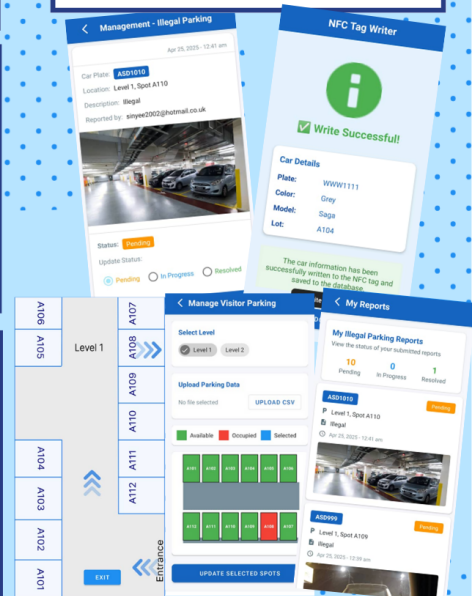 Management - Illegal Parking
Apr 25, 2025 - 12:41 am
Car Plate: ASD1010
Location: Level 1, Spot A110
Description: Illegal
Reported by: sinyee2002@hotmail.co.uk
Status: Pending
Update Status:
Pending
In Progress
Resolved
NFC Tag Writer
Write Successful!
Car Details
Plate: WWW1111
Color: Grey
Model: Saga
Lot: A104
The car information has been
successfully written to the NFC tag and
saved to the database.
A106
A105
A104
A103
A102
A101
Level 1
A107
A108
A109
A110
A111
A112
EXIT
Entrance
Manage Visitor Parking
Select Level
Level 1
Level 2
Upload Parking Data
No file selected
UPLOAD CSV
Available
Occupied
Selected
UPDATE SELECTED SPOTS
My Reports
My Illegal Parking Reports
View the status of your submitted reports
10
Pending
0
In Progress
1
Resolved
ASD1010
Pending
P Level 1, Spot A110
Illegal
Apr 25, 2025 - 12:41 am
ASD999
Pending
P Level 1, Spot A109
Illegal
Apr 25, 2025 - 12:39 am